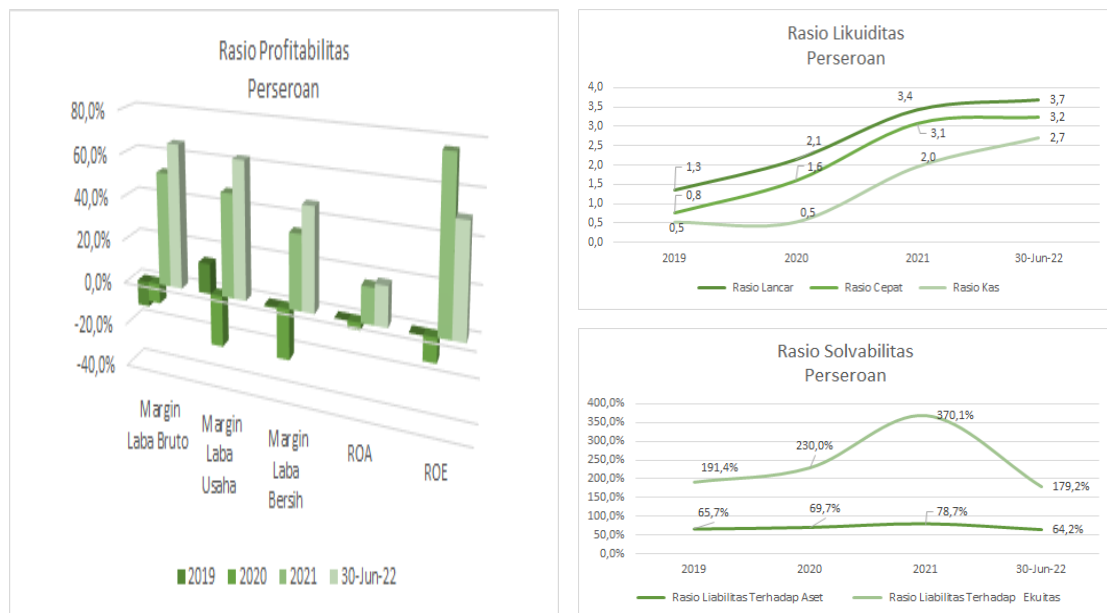 Rasio Profitabilitas
Perseroan
80,0%
60,0%
40,0%
20,0%
0,0%
-20,0%
-40,0%
Margin
Laba Bruto
Margin
Laba
Usaha
Margin
Laba
Bersih
ROA
ROE
2019 2020 2021 30-Jun-22
Rasio Likuiditas
Perseroan
4,0
3,5
3,0
2,5
2,0
1,5
1,0
0,5
0,0
1,3
2,1
3,4
3,7
0,8
1,6
3,1
3,2
0,5
0,5
2,0
2,7
2019 2020 2021 30-Jun-22
Rasio Lancar Rasio Cepat Rasio Kas
Rasio Solvabilitas
Perseroan
400,0%
350,0%
300,0%
250,0%
200,0%
150,0%
100,0%
50,0%
0,0%
191,4%
230,0%
370,1%
179,2%
65,7%
69,7%
78,7%
64,2%
2019 2020 2021 30-Jun-22
Rasio Liabilitas Terhadap Aset Rasio Liabilitas Terhadap Ekuitas